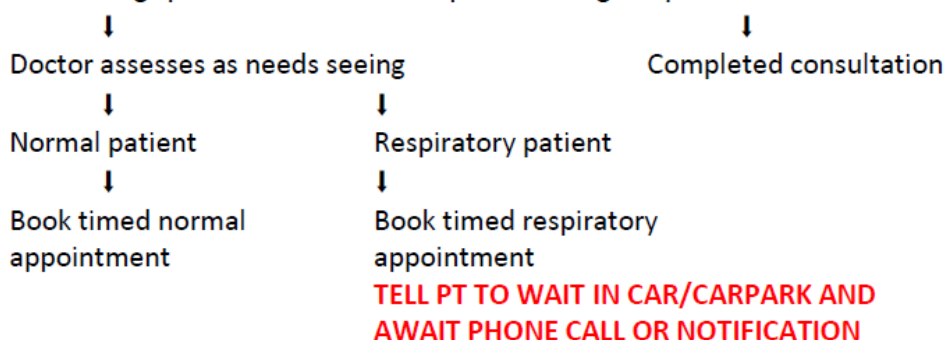 Doctor assesses as needs seeing
Completed consultation
Normal patient
Respiratory patient
Book timed normal
appointment
Book timed respiratory
appointment
TELL PT TO WAIT IN CAR/CARPARK AND
AWAIT PHONE CALL OR NOTIFICATION